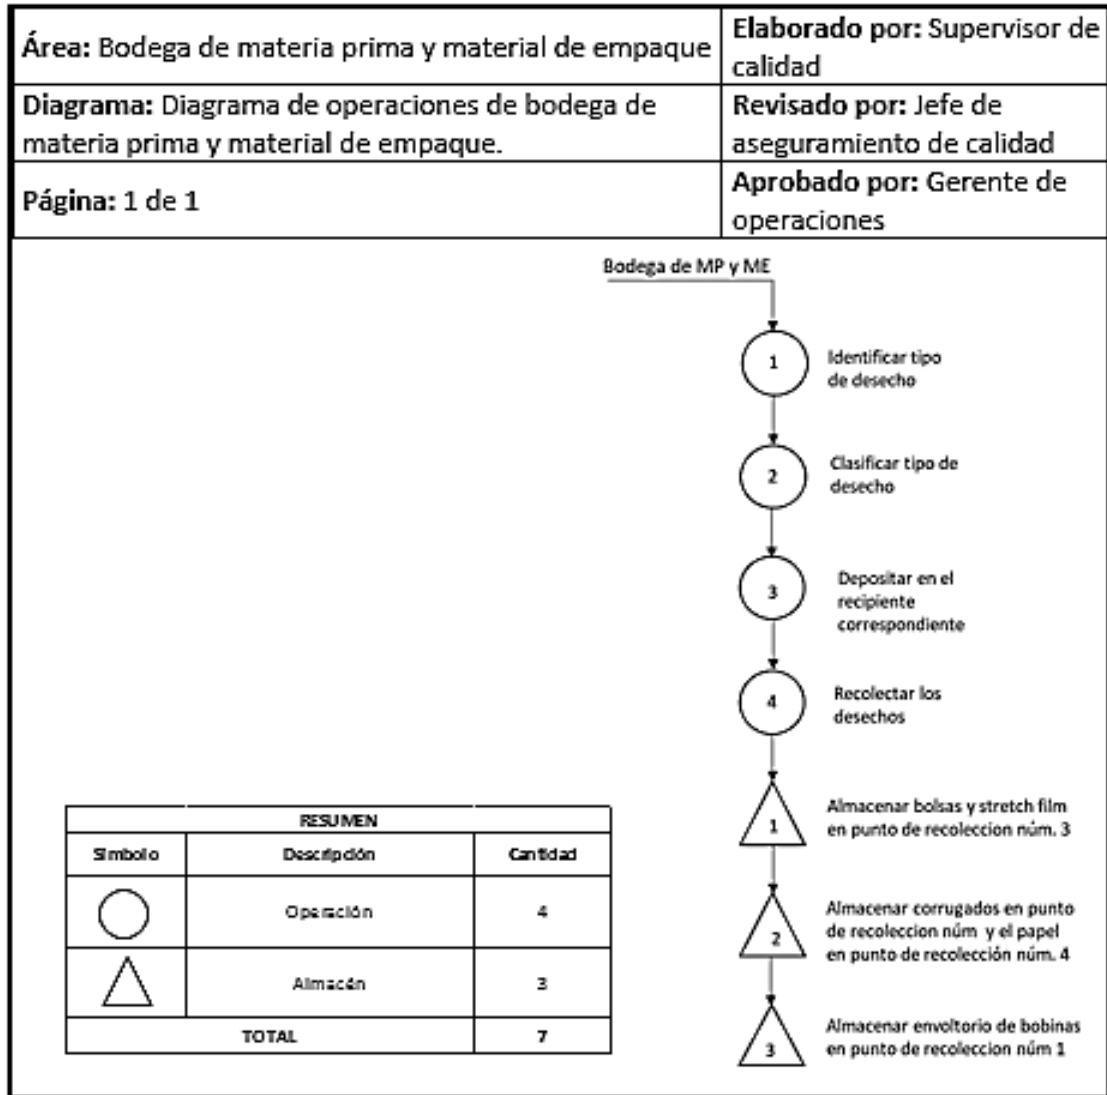 Área: Bodega de materia prima y material de empaque
Elaborado por: Supervisor de
calidad
Diagrama: Diagrama de operaciones de bodega de
materia prima y material de empaque.
Revisado por: Jefe de
aseguramiento de calidad
Página: 1 de 1
Aprobado por: Gerente de
operaciones
Bodega de MP y ME
1
Identificar tipo
de desecho
2
Clasificar tipo de
desecho
3
Depositar en el
recipiente
correspondiente
4
Recolectar los
desechos
1
Almacenar bolsas y stretch film
en punto de recoleccion núm. 3
2
Almacenar corrugados en punto
de recoleccion núm y el papel
en punto de recolección núm. 4
3
Almacenar envoltorio de bobinas
en punto de recoleccion núm 1
RESUMEN
Símbolo Descripción Cantidad
Operación 4
Almacén 3
TOTAL 7